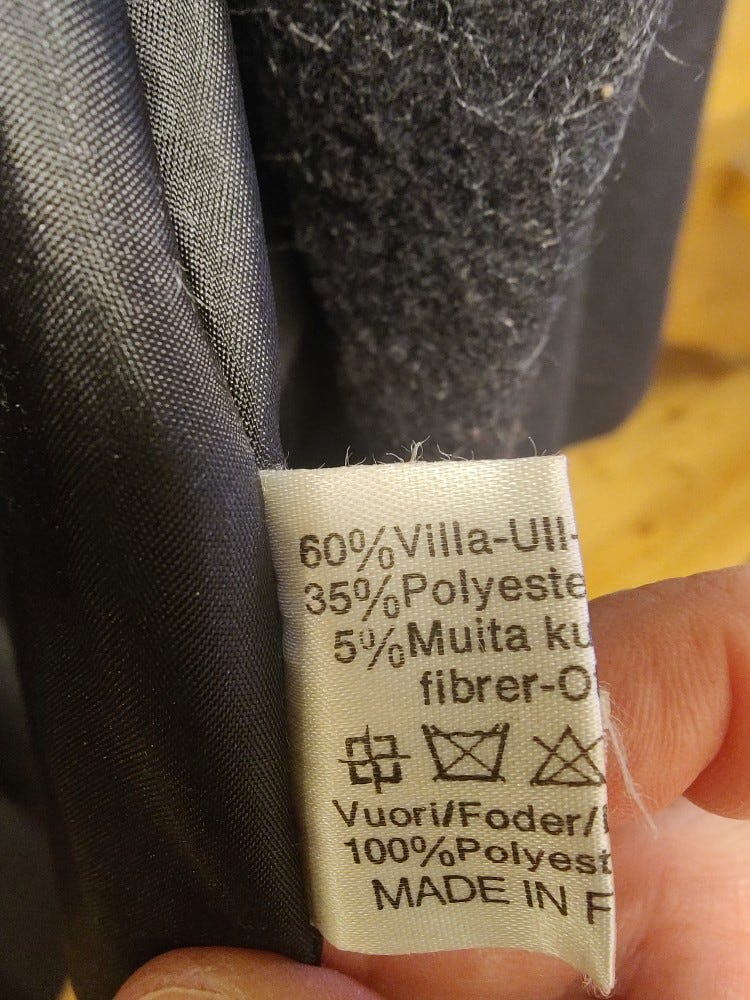 60%Villa-Ull-
35%Polyeste
5%Muita ku
fibrer-O
Vuori/Foder/
100%Polyest
MADE IN F